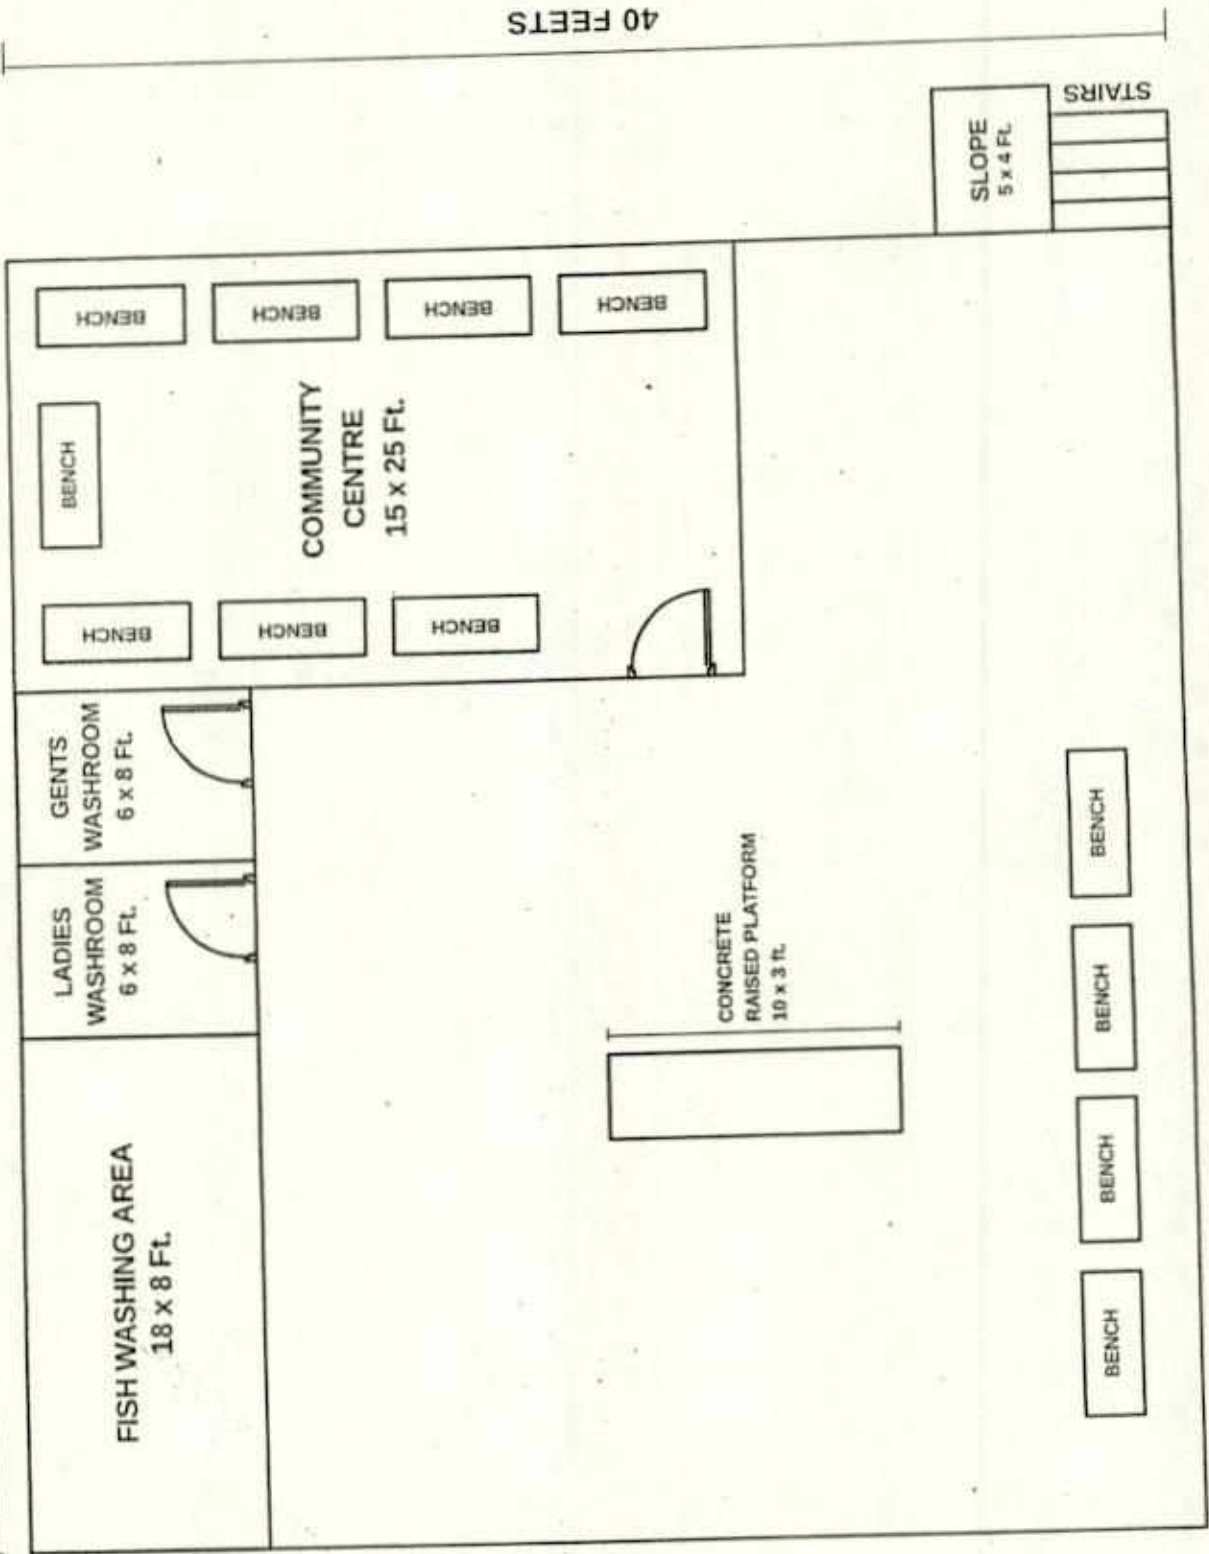 40 FEETS
FISH WASHING AREA
18 x 8 Ft.
LADIES
WASHROOM
6 x 8 Ft.
GENTS
WASHROOM
6 x 8 Ft.
BENCH
BENCH
BENCH
BENCH
COMMUNITY
CENTRE
15 x 25 Ft.
BENCH
BENCH
BENCH
BENCH
CONCRETE
RAISED PLATFORM
10 x 3 ft.
SLOPE
5 x 4 Ft.
STAIRS
BENCH
BENCH
BENCH
BENCH